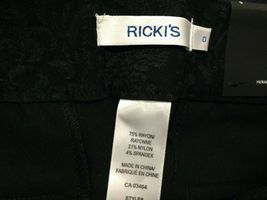 RICKI'S
0
75% RAYON/
RAYONNE
21% NYLON
4% SPANDEX
MADE IN CHINA/
FABRIQUÉ EN CHINE
CA 03464